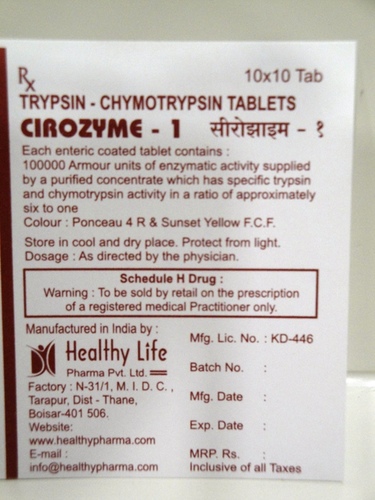 Rx
10x10 Tab
TRYPSIN - CHYMOTRYPSIN TABLETS
CIROZYME - 1 सीरोझाइम - १
Each enteric coated tablet contains :
100000 Armour units of enzymatic activity supplied
by a purified concentrate which has specific trypsin
and chymotrypsin activity in a ratio of approximately
six to one
Colour : Ponceau 4 R & Sunset Yellow F.C.F.
Store in cool and dry place. Protect from light.
Dosage : As directed by the physician.
Schedule H Drug :
Warning : To be sold by retail on the prescription
of a registered medical Practitioner only.
Manufactured in India by :
Healthy Life
Pharma Pvt. Ltd.
Factory : N-31/1, M. I. D. C. ,
Tarapur, Dist - Thane,
Boisar-401 506.
Website:
www.healthypharma.com
E-mail :
info@healthypharma.com
Mfg. Lic. No. : KD-446
Batch No. :
Mfg. Date :
Exp. Date :
MRP. Rs. :
Inclusive of all Taxes